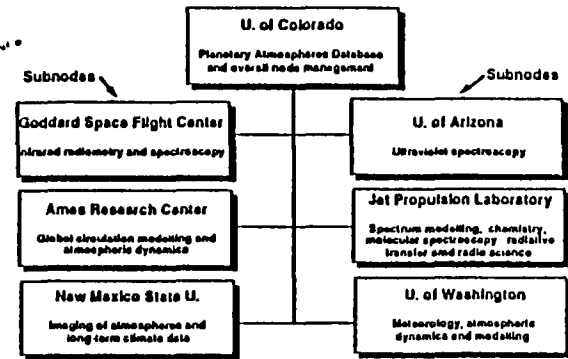 U. of Colorado
Planetary Atmospheres Database
and overall node management
Subnodes
Subnodes
Goddard Space Flight Center
nfrared radiometry and spectroscopy
U. of Arizona
Ultraviolet spectroscopy
Ames Research Center
Global circulation modelling and
atmospheric dynamics
Jet Propulsion Laboratory
Spectrum modelling, chemistry,
molecular spectroscopy radiative
transfer and radio science
New Mexico State U.
Imaging of atmospheres and
long-term climate data
U. of Washington
Meteorology, atmospheric
dynamics and modelling